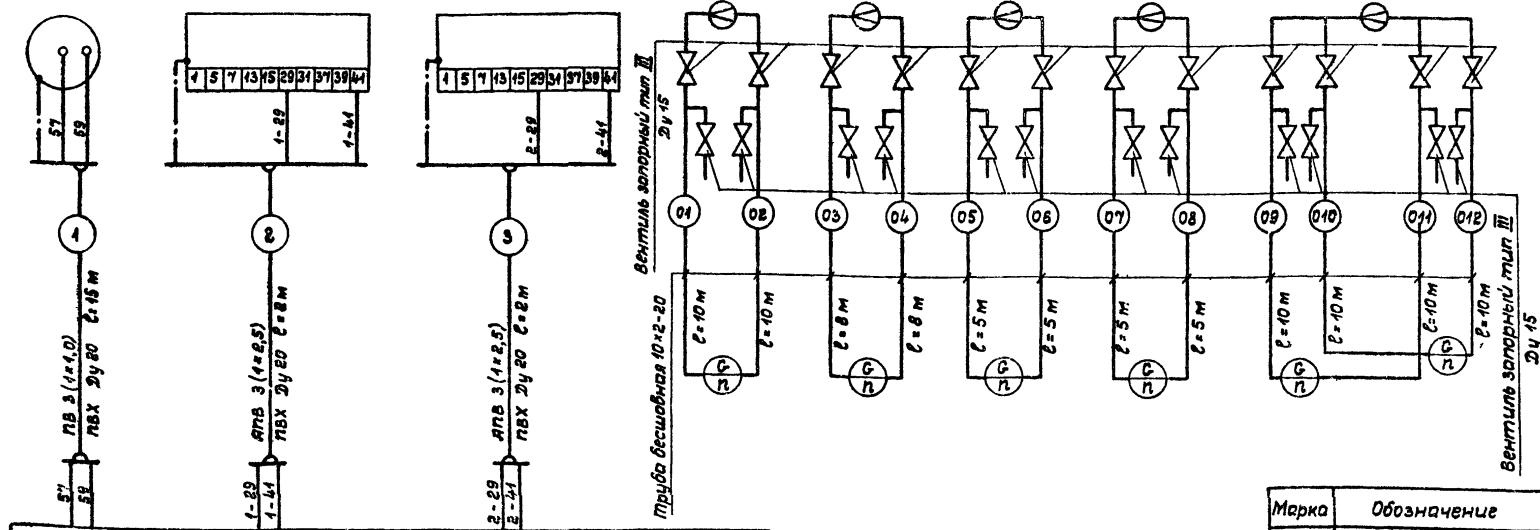 1 5 7 13 15 29 31 37 39 41
1 5 7 13 15 29 31 37 39 41
57
59
1-29
1-41
2-29
2-41
Вентиль запорный тип III
Ду 15
1
2
3
01
02
03
04
05
06
07
08
09
010
011
012
ПВ 3 (1×1,0)
ПВХ Ду 20 ℓ=15 м
АПВ 3 (1×2,5)
ПВХ Ду 20 ℓ=2 м
АПВ 3 (1×2,5)
ПВХ Ду 20 ℓ=2 м
Труба бесшовная 10×2-20
ℓ=10 м
ℓ=10 м
ℓ=8 м
ℓ=8 м
ℓ=5 м
ℓ=5 м
ℓ=5 м
ℓ=5 м
ℓ=10 м
ℓ=10 м
ℓ=10 м
ℓ=10 м
G
п
G
п
G
п
G
п
G
п
G
п
Вентиль запорный тип III
Ду 15
57
59
1-29
1-41
2-29
2-41
Марка Обозначение